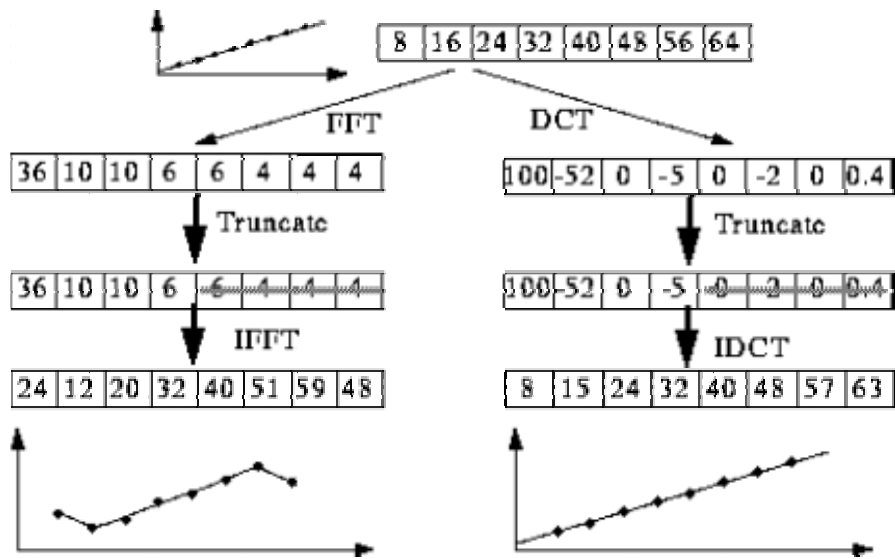 8 16 24 32 40 48 56 64
FFT DCT
36 10 10 6 6 4 4 4
100 -52 0 -5 0 -2 0 0.4
Truncate Truncate
36 10 10 6 6 4 4 4
100 -52 0 -5 0 2 0 0.4
IFFT IDCT
24 12 20 32 40 51 59 48
8 15 24 32 40 48 57 63